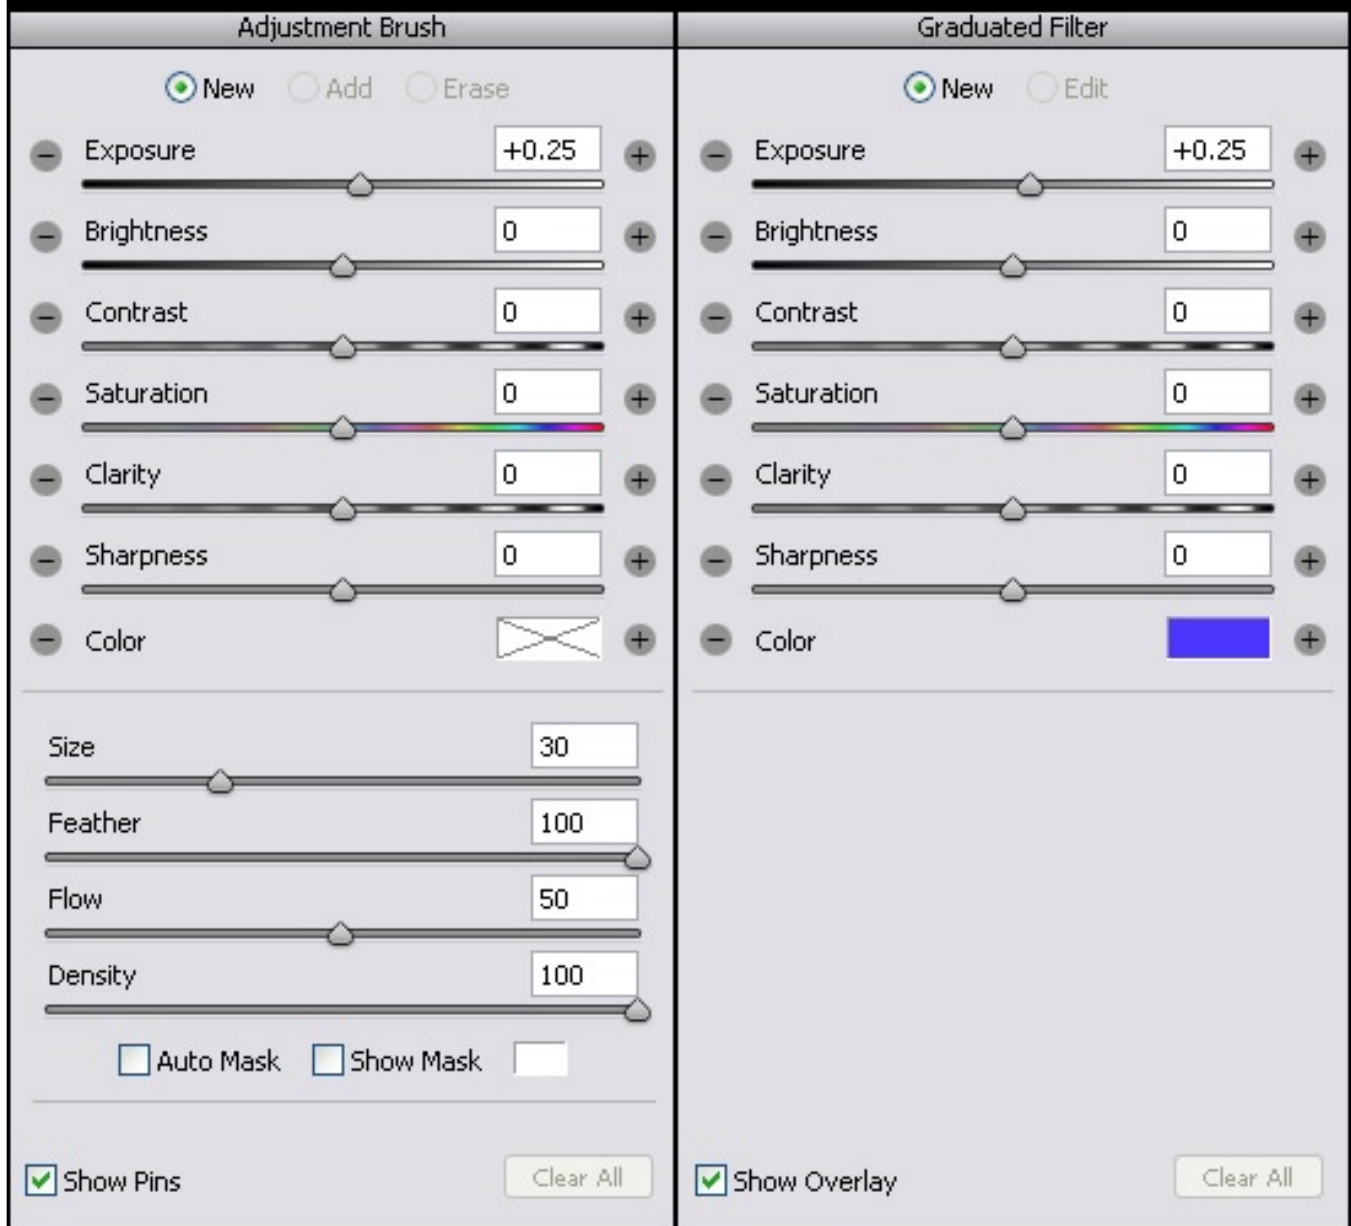 Adjustment Brush
New Add Erase
Exposure +0.25
Brightness 0
Contrast 0
Saturation 0
Clarity 0
Sharpness 0
Color
Size 30
Feather 100
Flow 50
Density 100
Auto Mask Show Mask
Show Pins Clear All
Graduated Filter
New Edit
Exposure +0.25
Brightness 0
Contrast 0
Saturation 0
Clarity 0
Sharpness 0
Color
Show Overlay Clear All